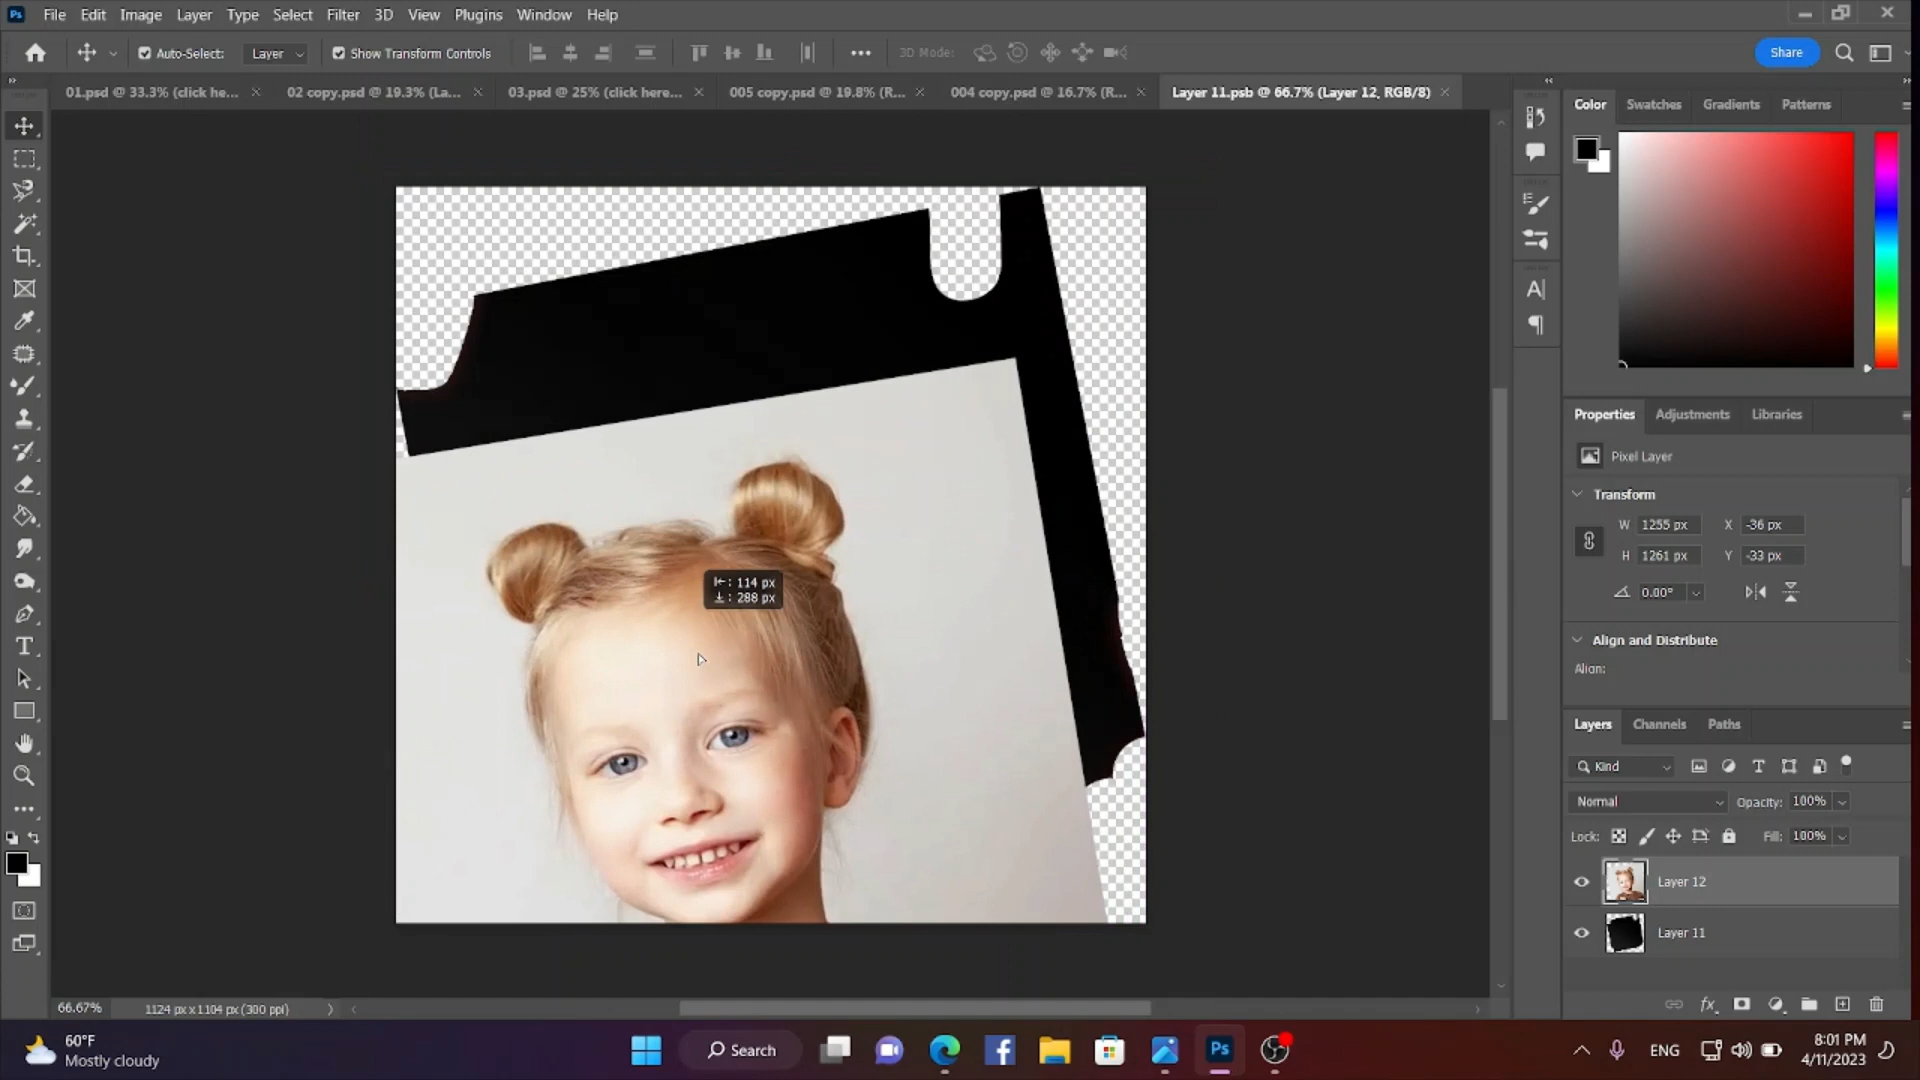 Ps File Edit Image Layer Type Select Filter 3D View Plugins Window Help
Auto-Select: Layer Show Transform Controls 3D Mode: Share
01.psd @ 33.3% (click he... 02 copy.psd @ 19.3% (La... 03.psd @ 25% (click here... 005 copy.psd @ 19.8% (R... 004 copy.psd @ 16.7% (R... Layer 11.psb @ 66.7% (Layer 12, RGB/8)
Color Swatches Gradients Patterns
Properties Adjustments Libraries
Pixel Layer
Transform
W 1255 px X -36 px
H 1261 px Y -33 px
0.00°
Align and Distribute
Align:
: 114 px
: 288 px
Layers Channels Paths
Kind
Normal Opacity: 100%
Lock: Fill: 100%
Layer 12
Layer 11
66.67% 1124 px x 1104 px (300 ppi)
60°F
Mostly cloudy
Search
Ps
ENG
8:01 PM
4/11/2023